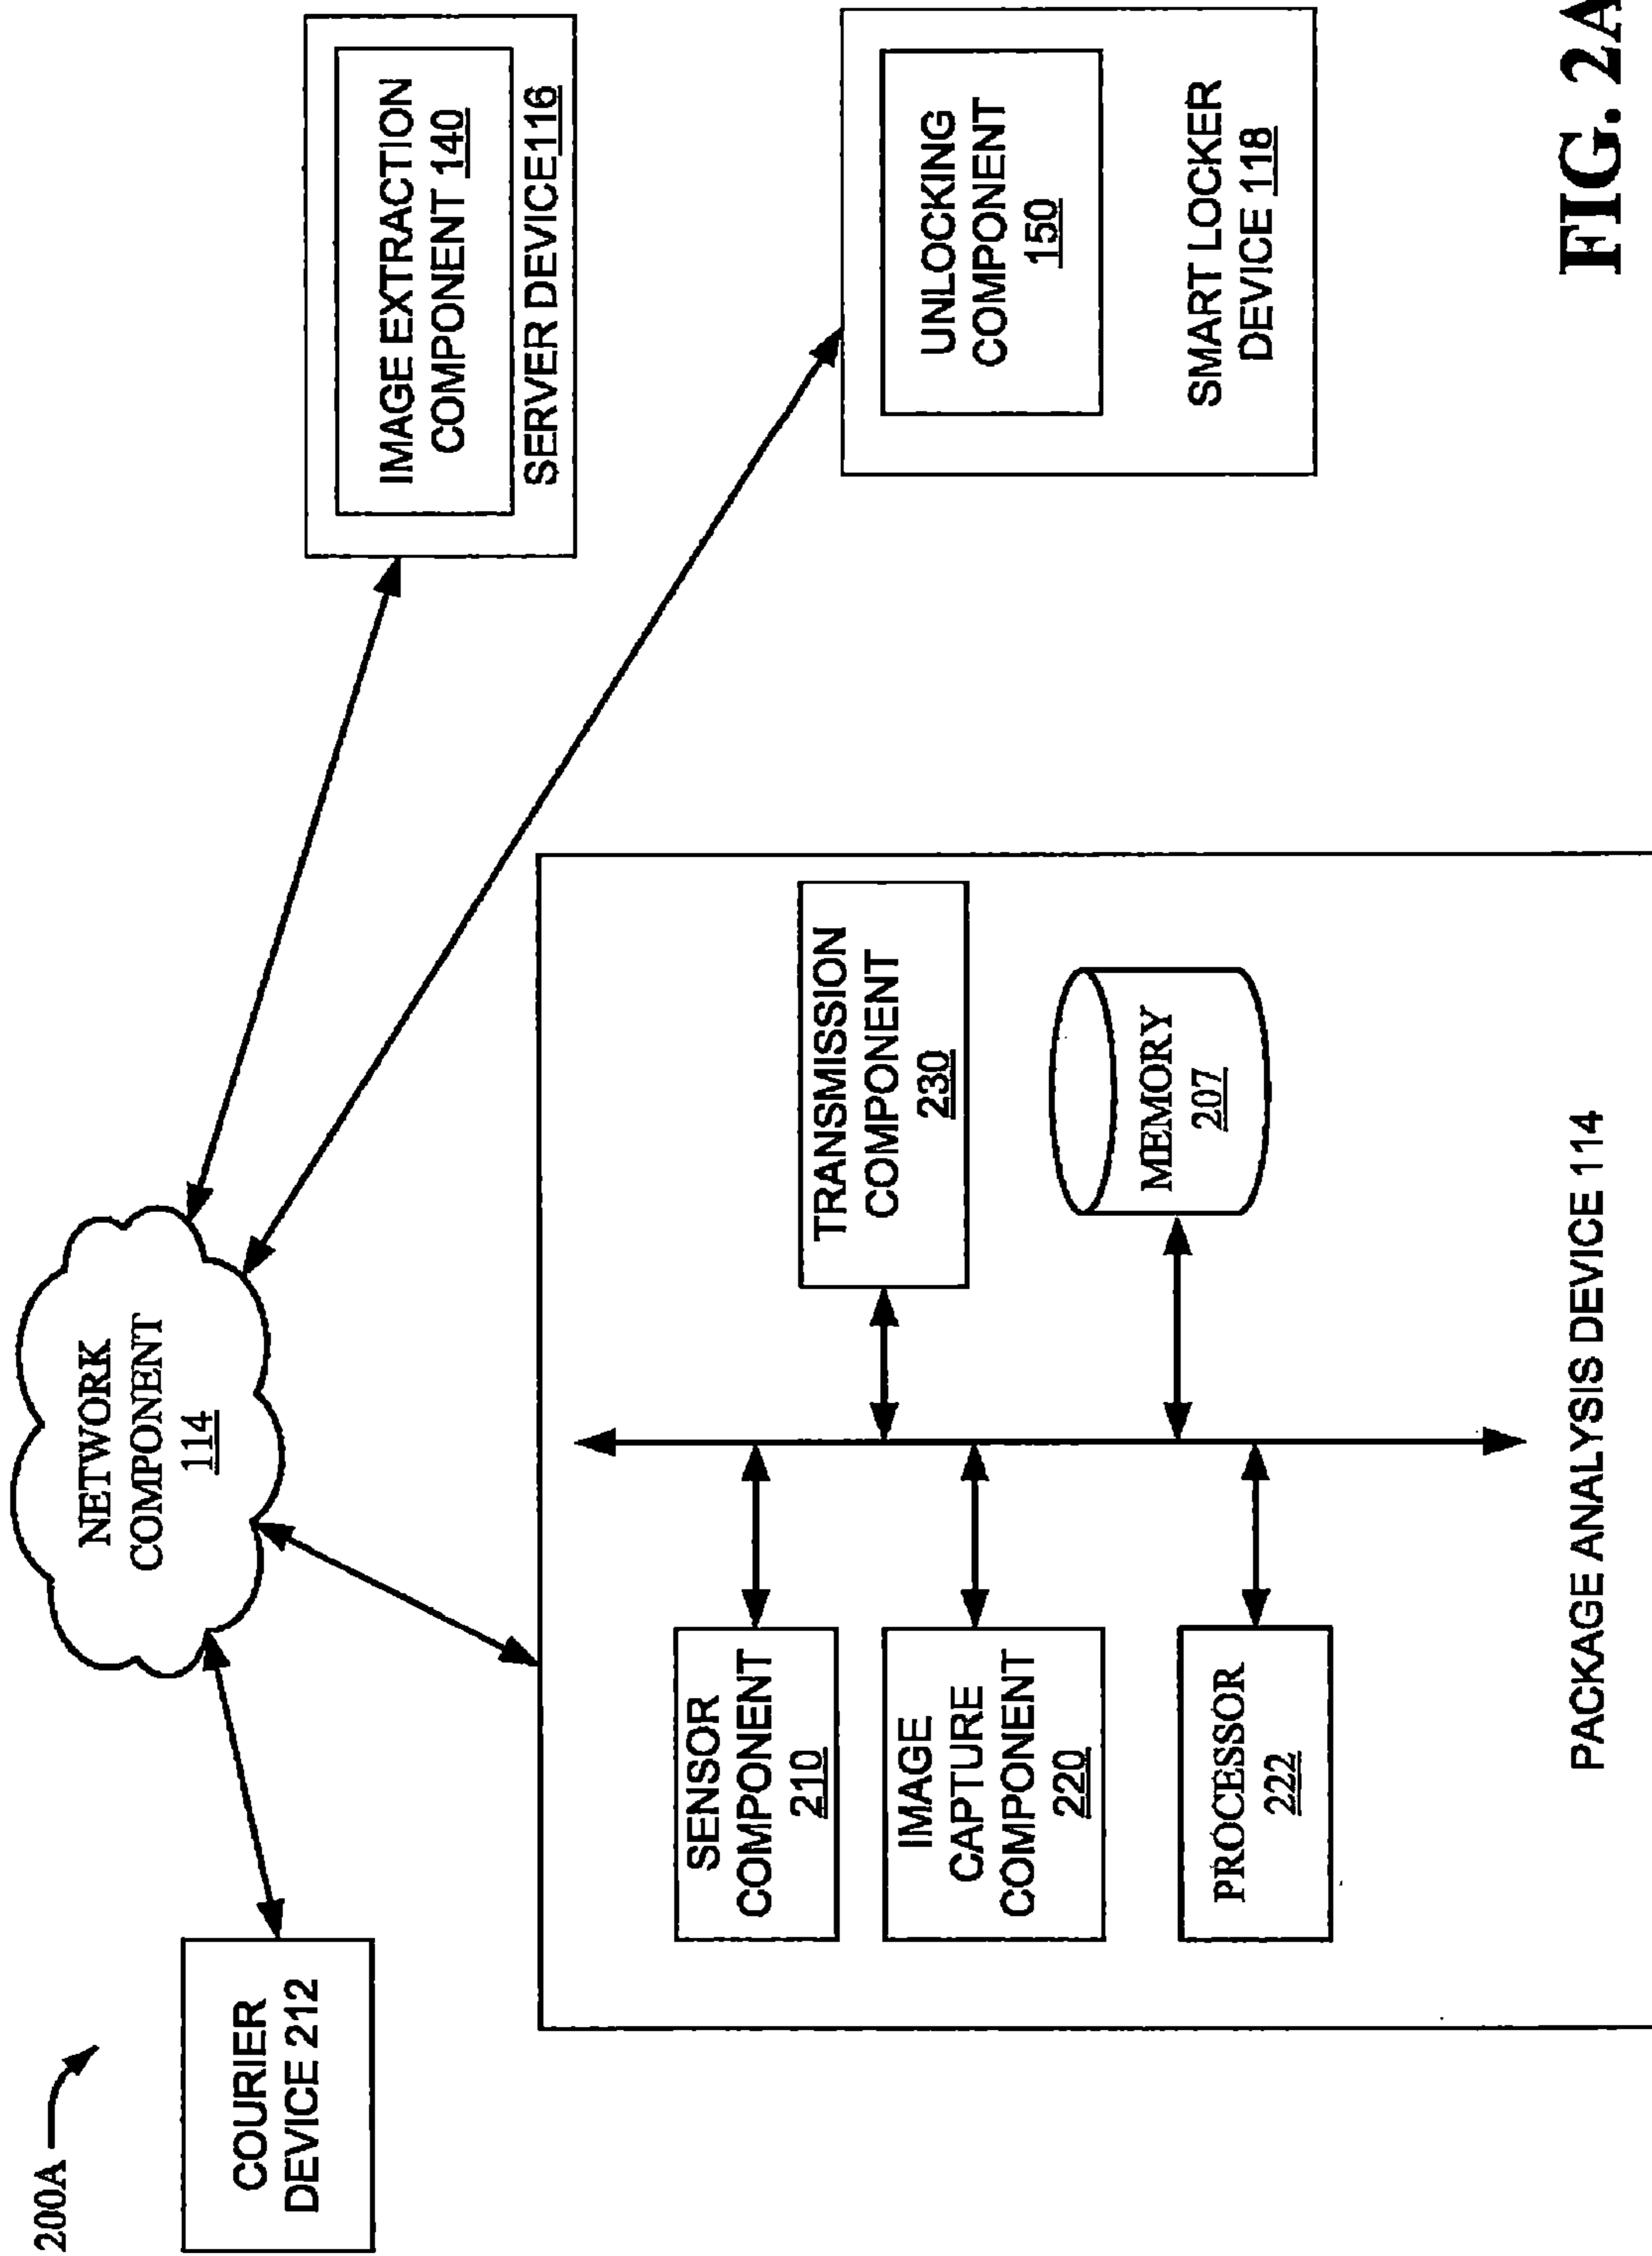 200A
COURIER
DEVICE 212
NETWORK
COMPONENT
114
IMAGE EXTRACTION
COMPONENT 140
SERVER DEVICE116
UNLOCKING
COMPONENT
150
SMART LOCKER
DEVICE 118
SENSOR
COMPONENT
210
IMAGE
CAPTURE
COMPONENT
220
PROCESSOR
222
TRANSMISSION
COMPONENT
230
MEMORY
207
PACKAGE ANALYSIS DEVICE 114
FIG. 2A